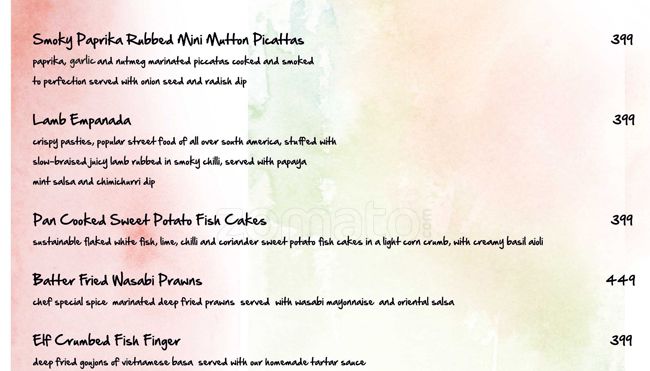 Smoky Paprika Rubbed Mini Mutton Picattas 399
paprika, garlic and nutmeg marinated piccatas cooked and smoked
to perfection served with onion seed and radish dip
Lamb Empanada 399
crispy pasties, popular street food of all over south america, stuffed with
slow-braised juicy lamb rubbed in smoky chilli, served with papaya
mint salsa and chimichurri dip
zomato.com
Pan Cooked Sweet Potato Fish Cakes 399
sustainable flaked white fish, lime, chilli and coriander sweet potato fish cakes in a light corn crumb, with creamy basil aioli
Batter Fried Wasabi Prawns 449
chef special spice marinated deep fried prawns served with wasabi mayonnaise and oriental salsa
Elf Crumbed Fish Finger 399
deep fried goujons of vietnamese basa served with our homemade tartar sauce